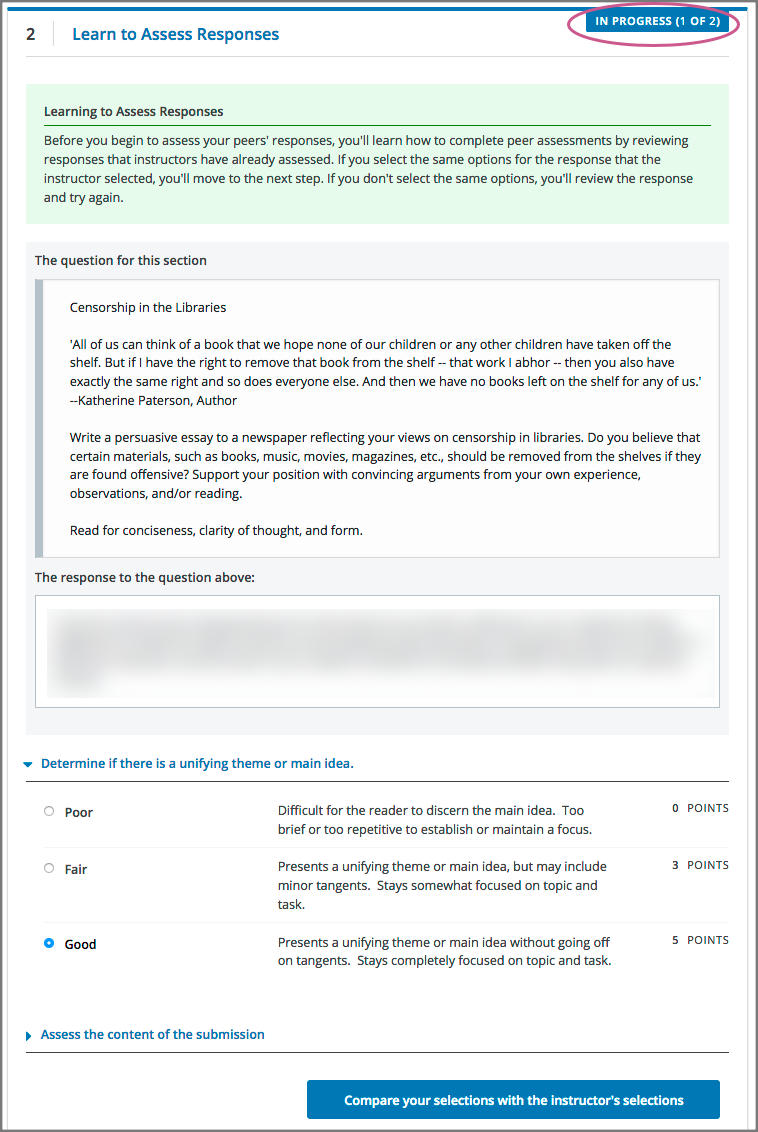 IN PROGRESS (1 OF 2)
2 Learn to Assess Responses
Learning to Assess Responses
Before you begin to assess your peers' responses, you'll learn how to complete peer assessments by reviewing
responses that instructors have already assessed. If you select the same options for the response that the
instructor selected, you'll move to the next step. If you don't select the same options, you'll review the response
and try again.
The question for this section
Censorship in the Libraries
'All of us can think of a book that we hope none of our children or any other children have taken off the
shelf. But if I have the right to remove that book from the shelf -- that work I abhor -- then you also have
exactly the same right and so does everyone else. And then we have no books left on the shelf for any of us.'
--Katherine Paterson, Author
Write a persuasive essay to a newspaper reflecting your views on censorship in libraries. Do you believe that
certain materials, such as books, music, movies, magazines, etc., should be removed from the shelves if they
are found offensive? Support your position with convincing arguments from your own experience,
observations, and/or reading.
Read for conciseness, clarity of thought, and form.
The response to the question above:
Determine if there is a unifying theme or main idea.
Poor Difficult for the reader to discern the main idea. Too 0 POINTS
brief or too repetitive to establish or maintain a focus.
Fair Presents a unifying theme or main idea, but may include 3 POINTS
minor tangents. Stays somewhat focused on topic and
task.
Good Presents a unifying theme or main idea without going off 5 POINTS
on tangents. Stays completely focused on topic and task.
Assess the content of the submission
Compare your selections with the instructor's selections